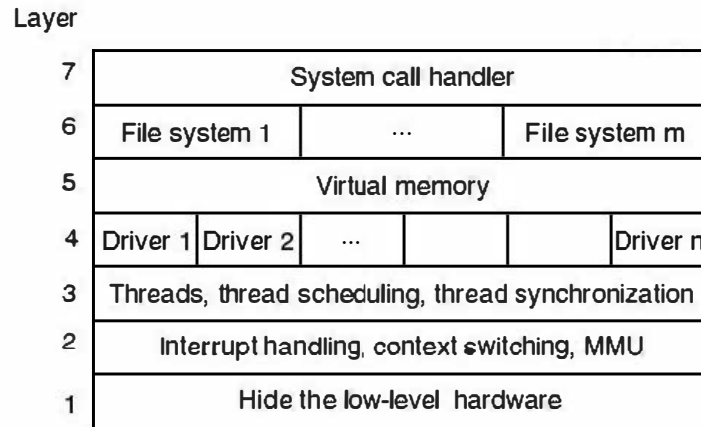 Layer
7 System call handler
6 File system 1 ... File system m
5 Virtual memory
4 Driver 1 Driver 2 ... Driver n
3 Threads, thread scheduling, thread synchronization
2 Interrupt handling, context switching, MMU
1 Hide the low-level hardware